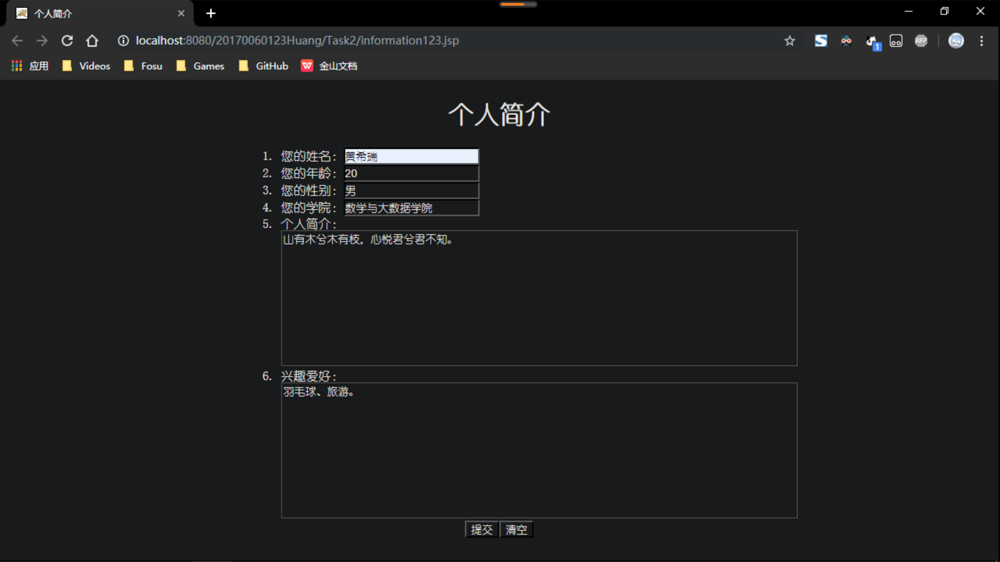 个人简介
localhost:8080/20170060123Huang/Task2/information123.jsp
ABP
1
应用 Videos Fosu Games GitHub 金山文档
个人简介
1. 您的姓名: 黄希瑞
2. 您的年龄: 20
3. 您的性别: 男
4. 您的学院: 数学与大数据学院
5. 个人简介:
山有木兮木有枝，心悦君兮君不知。
6. 兴趣爱好:
羽毛球、旅游。
提交 清空